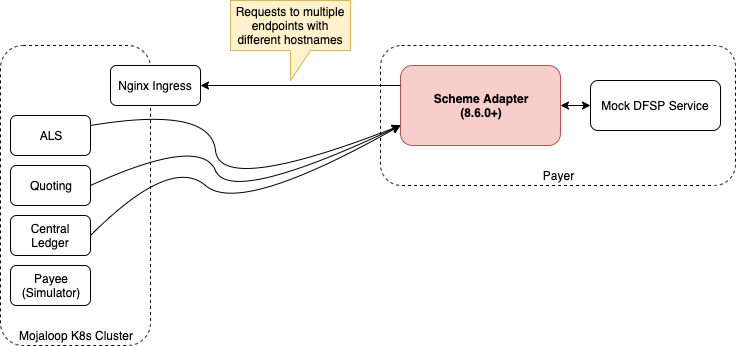 Requests to multiple
endpoints with
different hostnames
Nginx Ingress
Scheme Adapter
(8.6.0+)
Mock DFSP Service
ALS
Quoting
Payer
Central
Ledger
Payee
(Simulator)
Mojaloop K8s Cluster